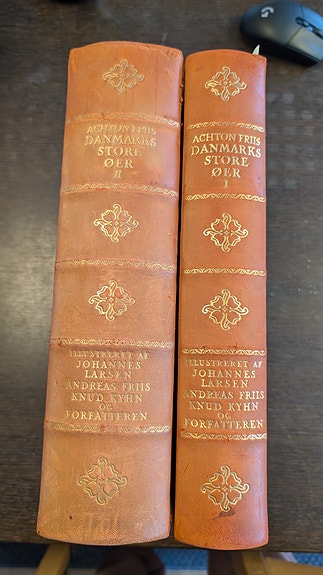 ACHTON FRIIS
DANMARKS
STORE
ØER
II
ILLUSTRERET AF
JOHANNES
LARSEN
ANDREAS FRIIS
KNUD KYHN
OG
FORFATTEREN
ACHTON FRIIS
DANMARKS
STORE
ØER
I
ILLUSTRERET AF
JOHANNES
LARSEN
ANDREAS FRIIS
KNUD KYHN
OG
FORFATTEREN